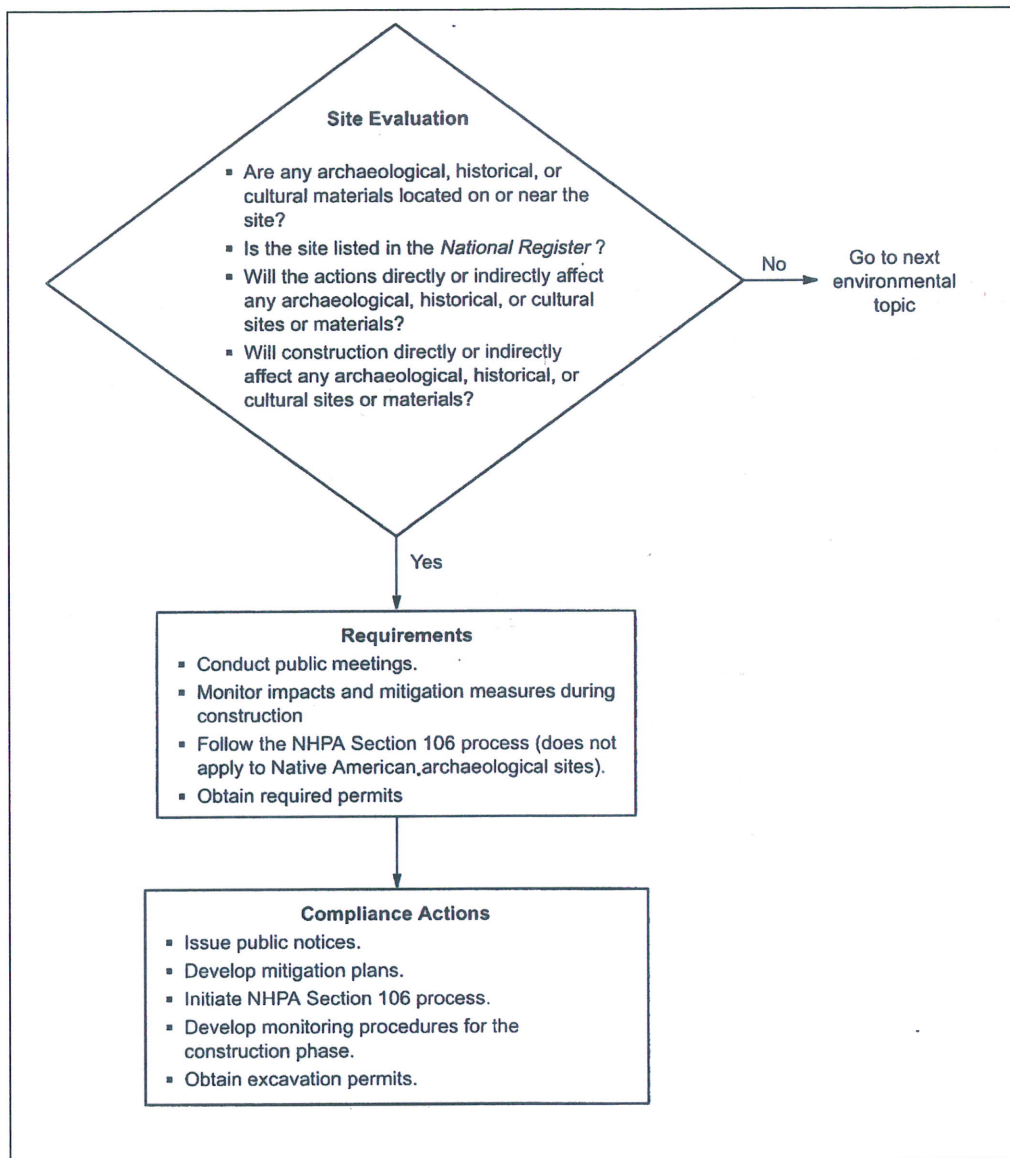 Site Evaluation
▪ Are any archaeological, historical, or
cultural materials located on or near the
site?
▪ Is the site listed in the National Register ?
▪ Will the actions directly or indirectly affect
any archaeological, historical, or cultural
sites or materials?
▪ Will construction directly or indirectly
affect any archaeological, historical, or
cultural sites or materials?
No
Go to next
environmental
topic
Yes
Requirements
▪ Conduct public meetings.
▪ Monitor impacts and mitigation measures during
construction
▪ Follow the NHPA Section 106 process (does not
apply to Native American archaeological sites).
▪ Obtain required permits
Compliance Actions
▪ Issue public notices.
▪ Develop mitigation plans.
▪ Initiate NHPA Section 106 process.
▪ Develop monitoring procedures for the
construction phase.
▪ Obtain excavation permits.